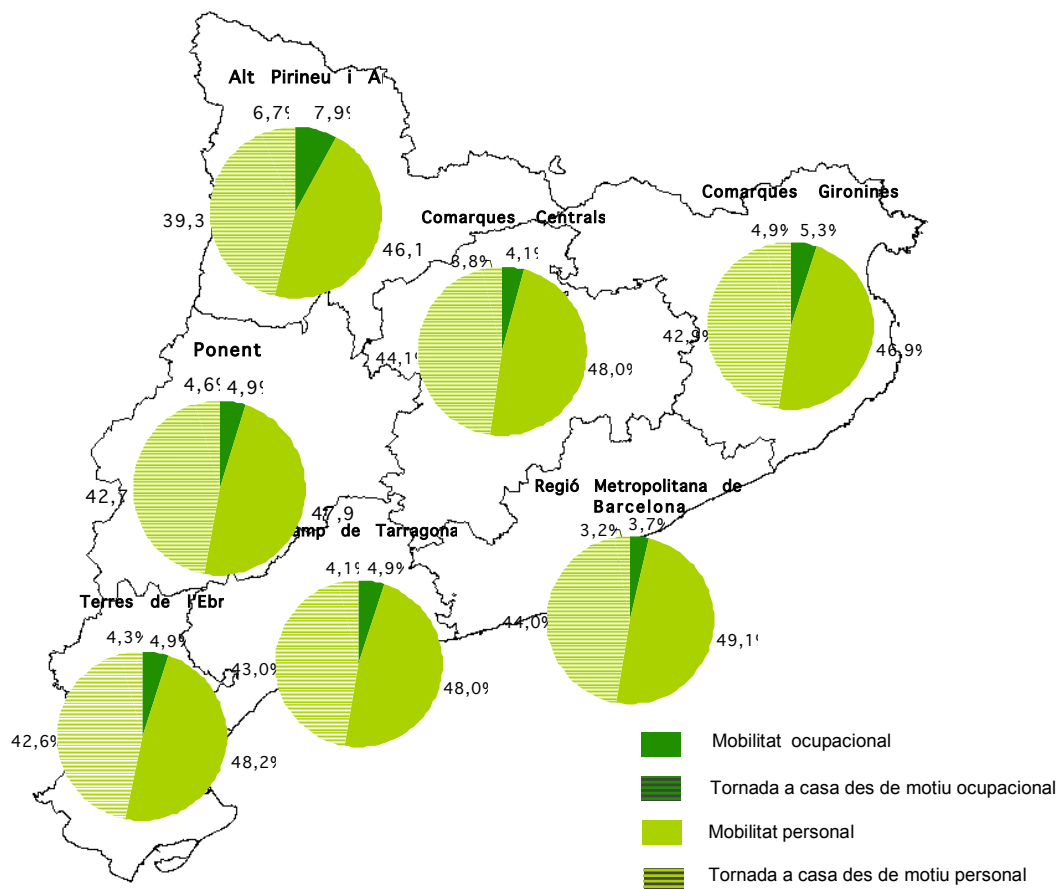 Alt Pirineu i A
6,7%
7,9%
39,3
46,1
Comarques Gironines
4,9%
5,3%
42,9%
46,9%
Comarques Centrals
3,8%
4,1%
44,1%
48,0%
Ponent
4,6%
4,9%
42,7
47,9
Regió Metropolitana de
Barcelona
3,2%
3,7%
44,0%
49,1%
amp de Tarragona
4,1%
4,9%
43,0%
48,0%
Terres de l'Ebr
4,3%
4,9%
42,6%
48,2%
Mobilitat ocupacional
Tornada a casa des de motiu ocupacional
Mobilitat personal
Tornada a casa des de motiu personal